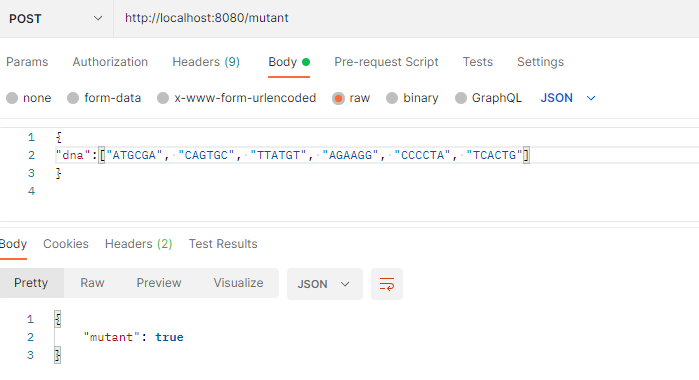 POST http://localhost:8080/mutant
Params Authorization Headers (9) Body Pre-request Script Tests Settings
none form-data x-www-form-urlencoded raw binary GraphQL JSON
1 {
2 "dna":["ATGCGA", "CAGTGC", "TTATGT", "AGAAGG", "CCCCTA", "TCACTG"]
3 }
4
Body Cookies Headers (2) Test Results
Pretty Raw Preview Visualize JSON
1 {
2 "mutant": true
3 }